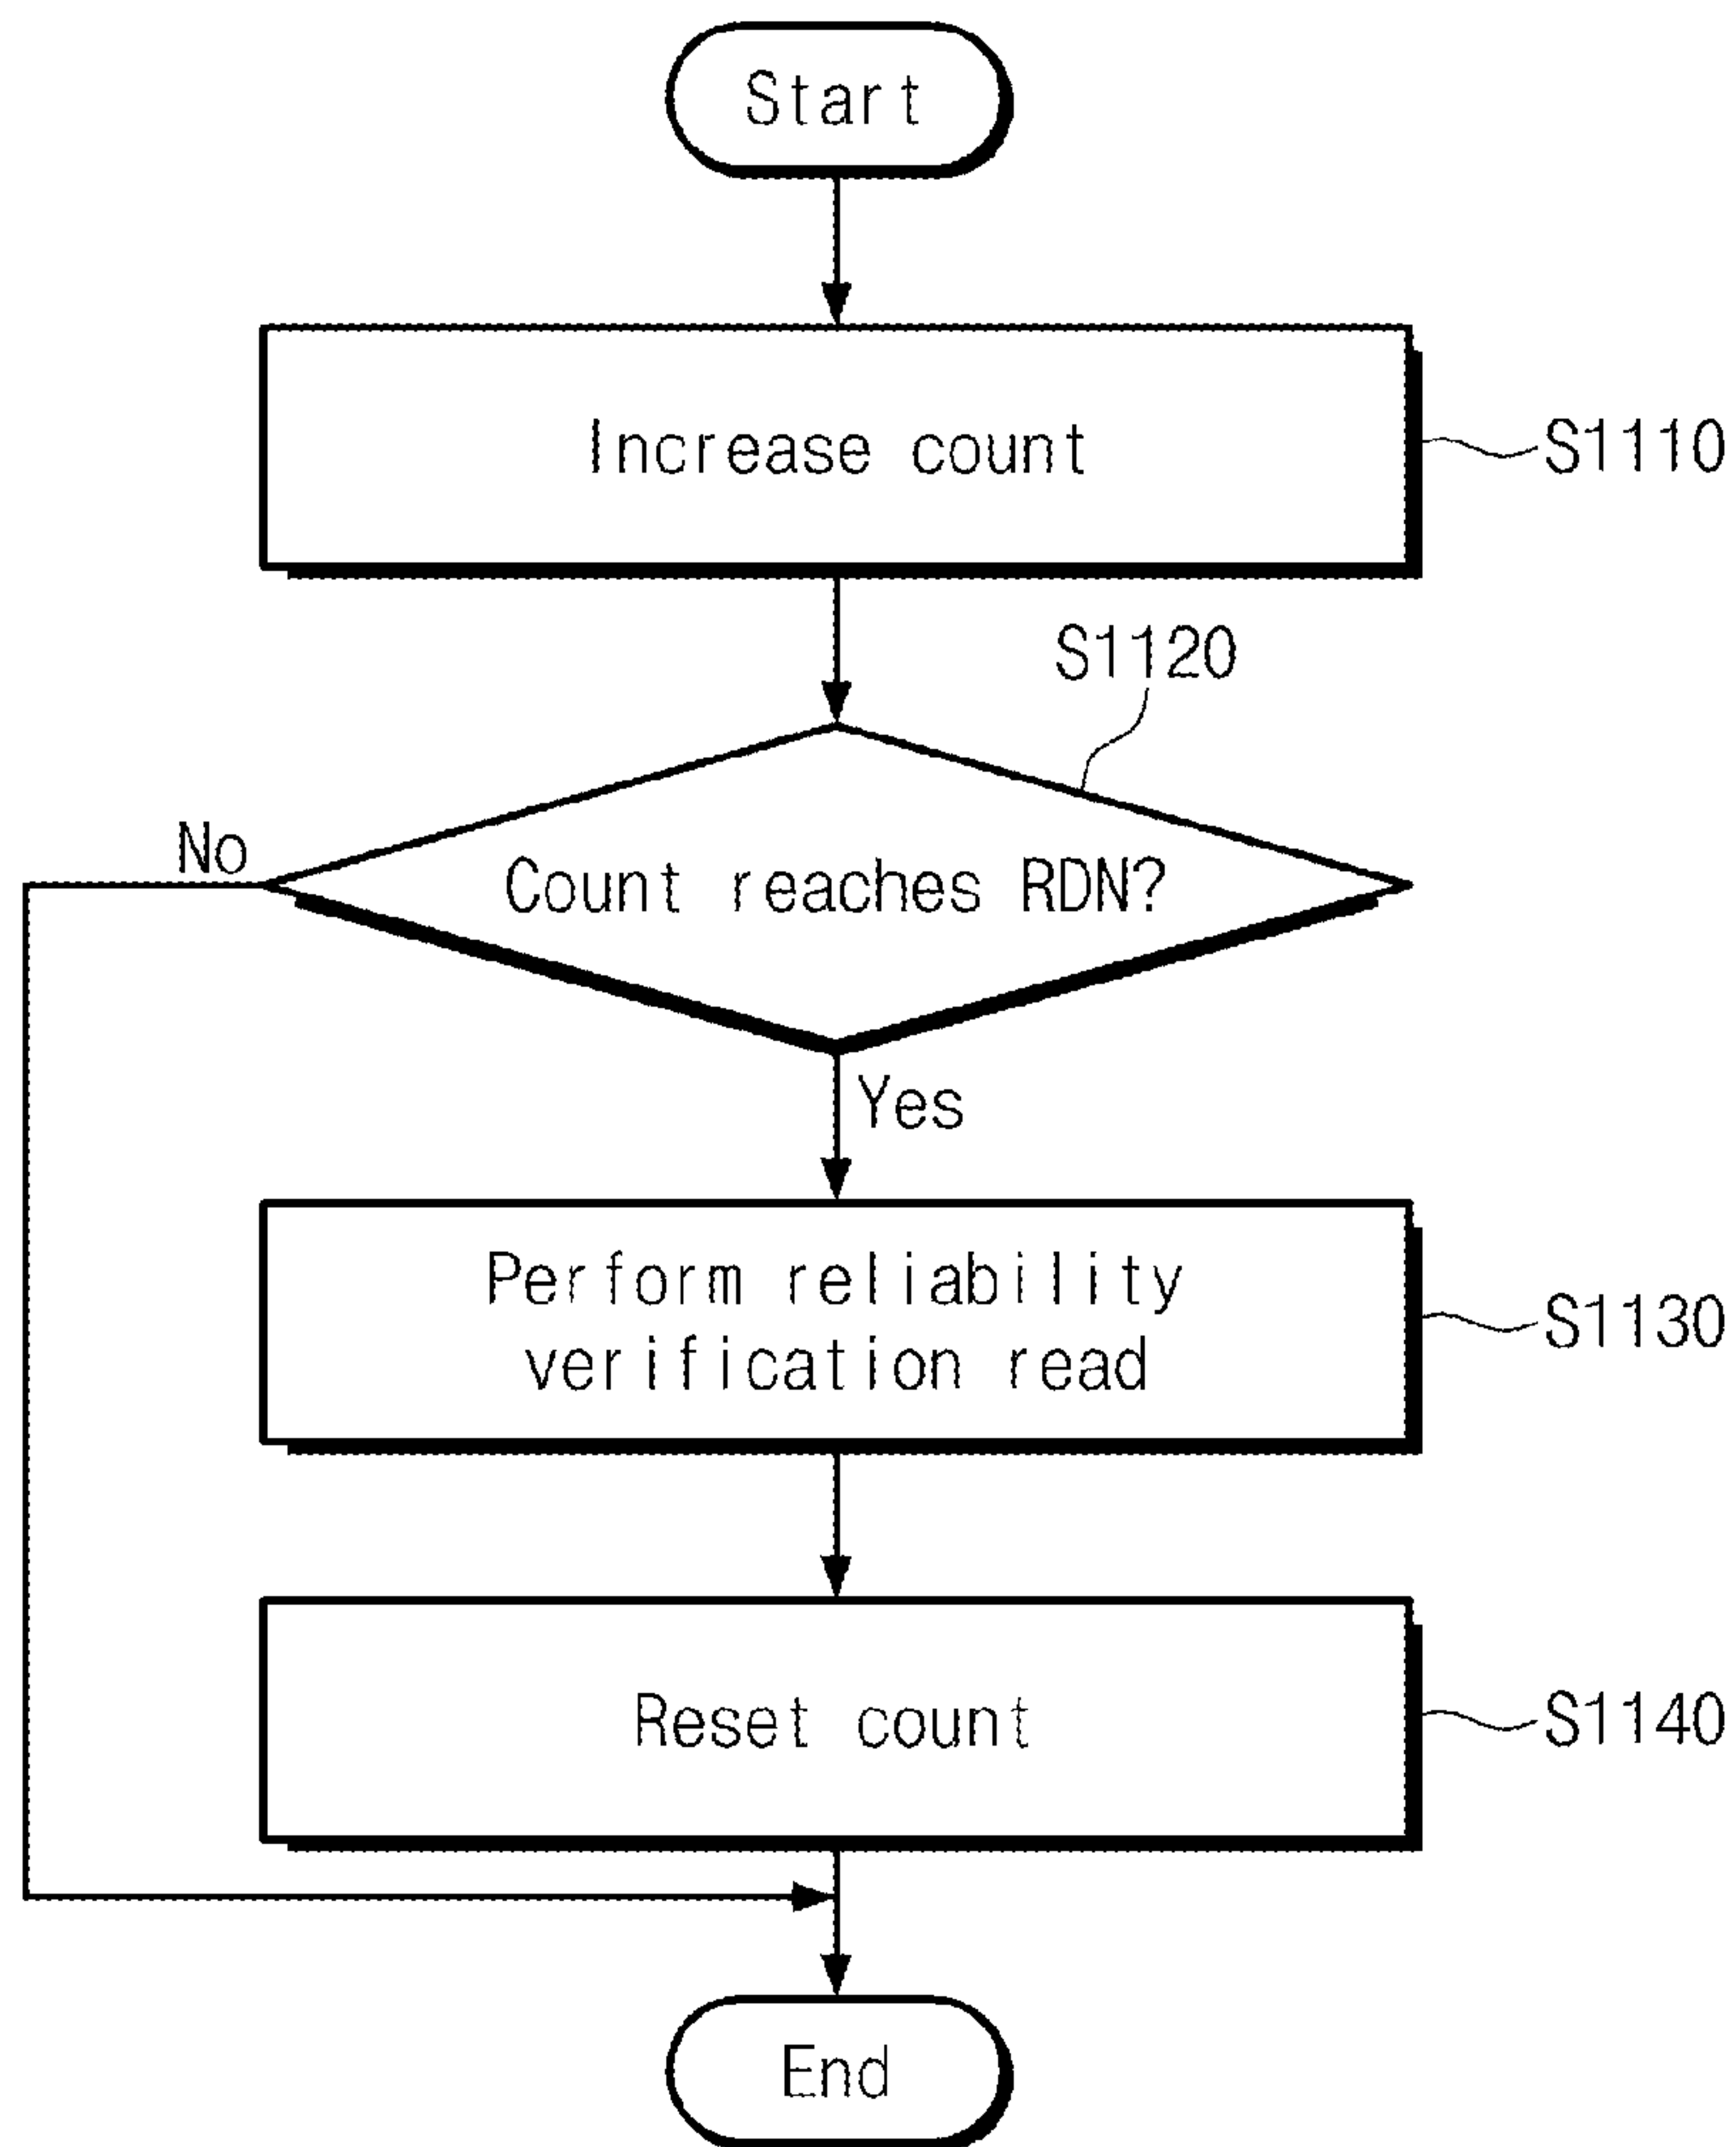 Start
Increase count
S1110
S1120
No
Count reaches RDN?
Yes
Perform reliability
verification read
S1130
Reset count
S1140
End